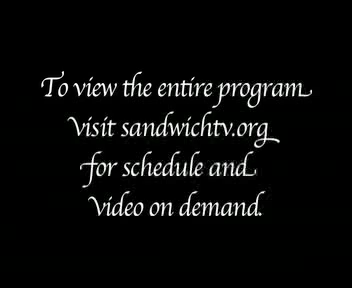 To view the entire program
visit sandwichtv.org
for schedule and
video on demand.